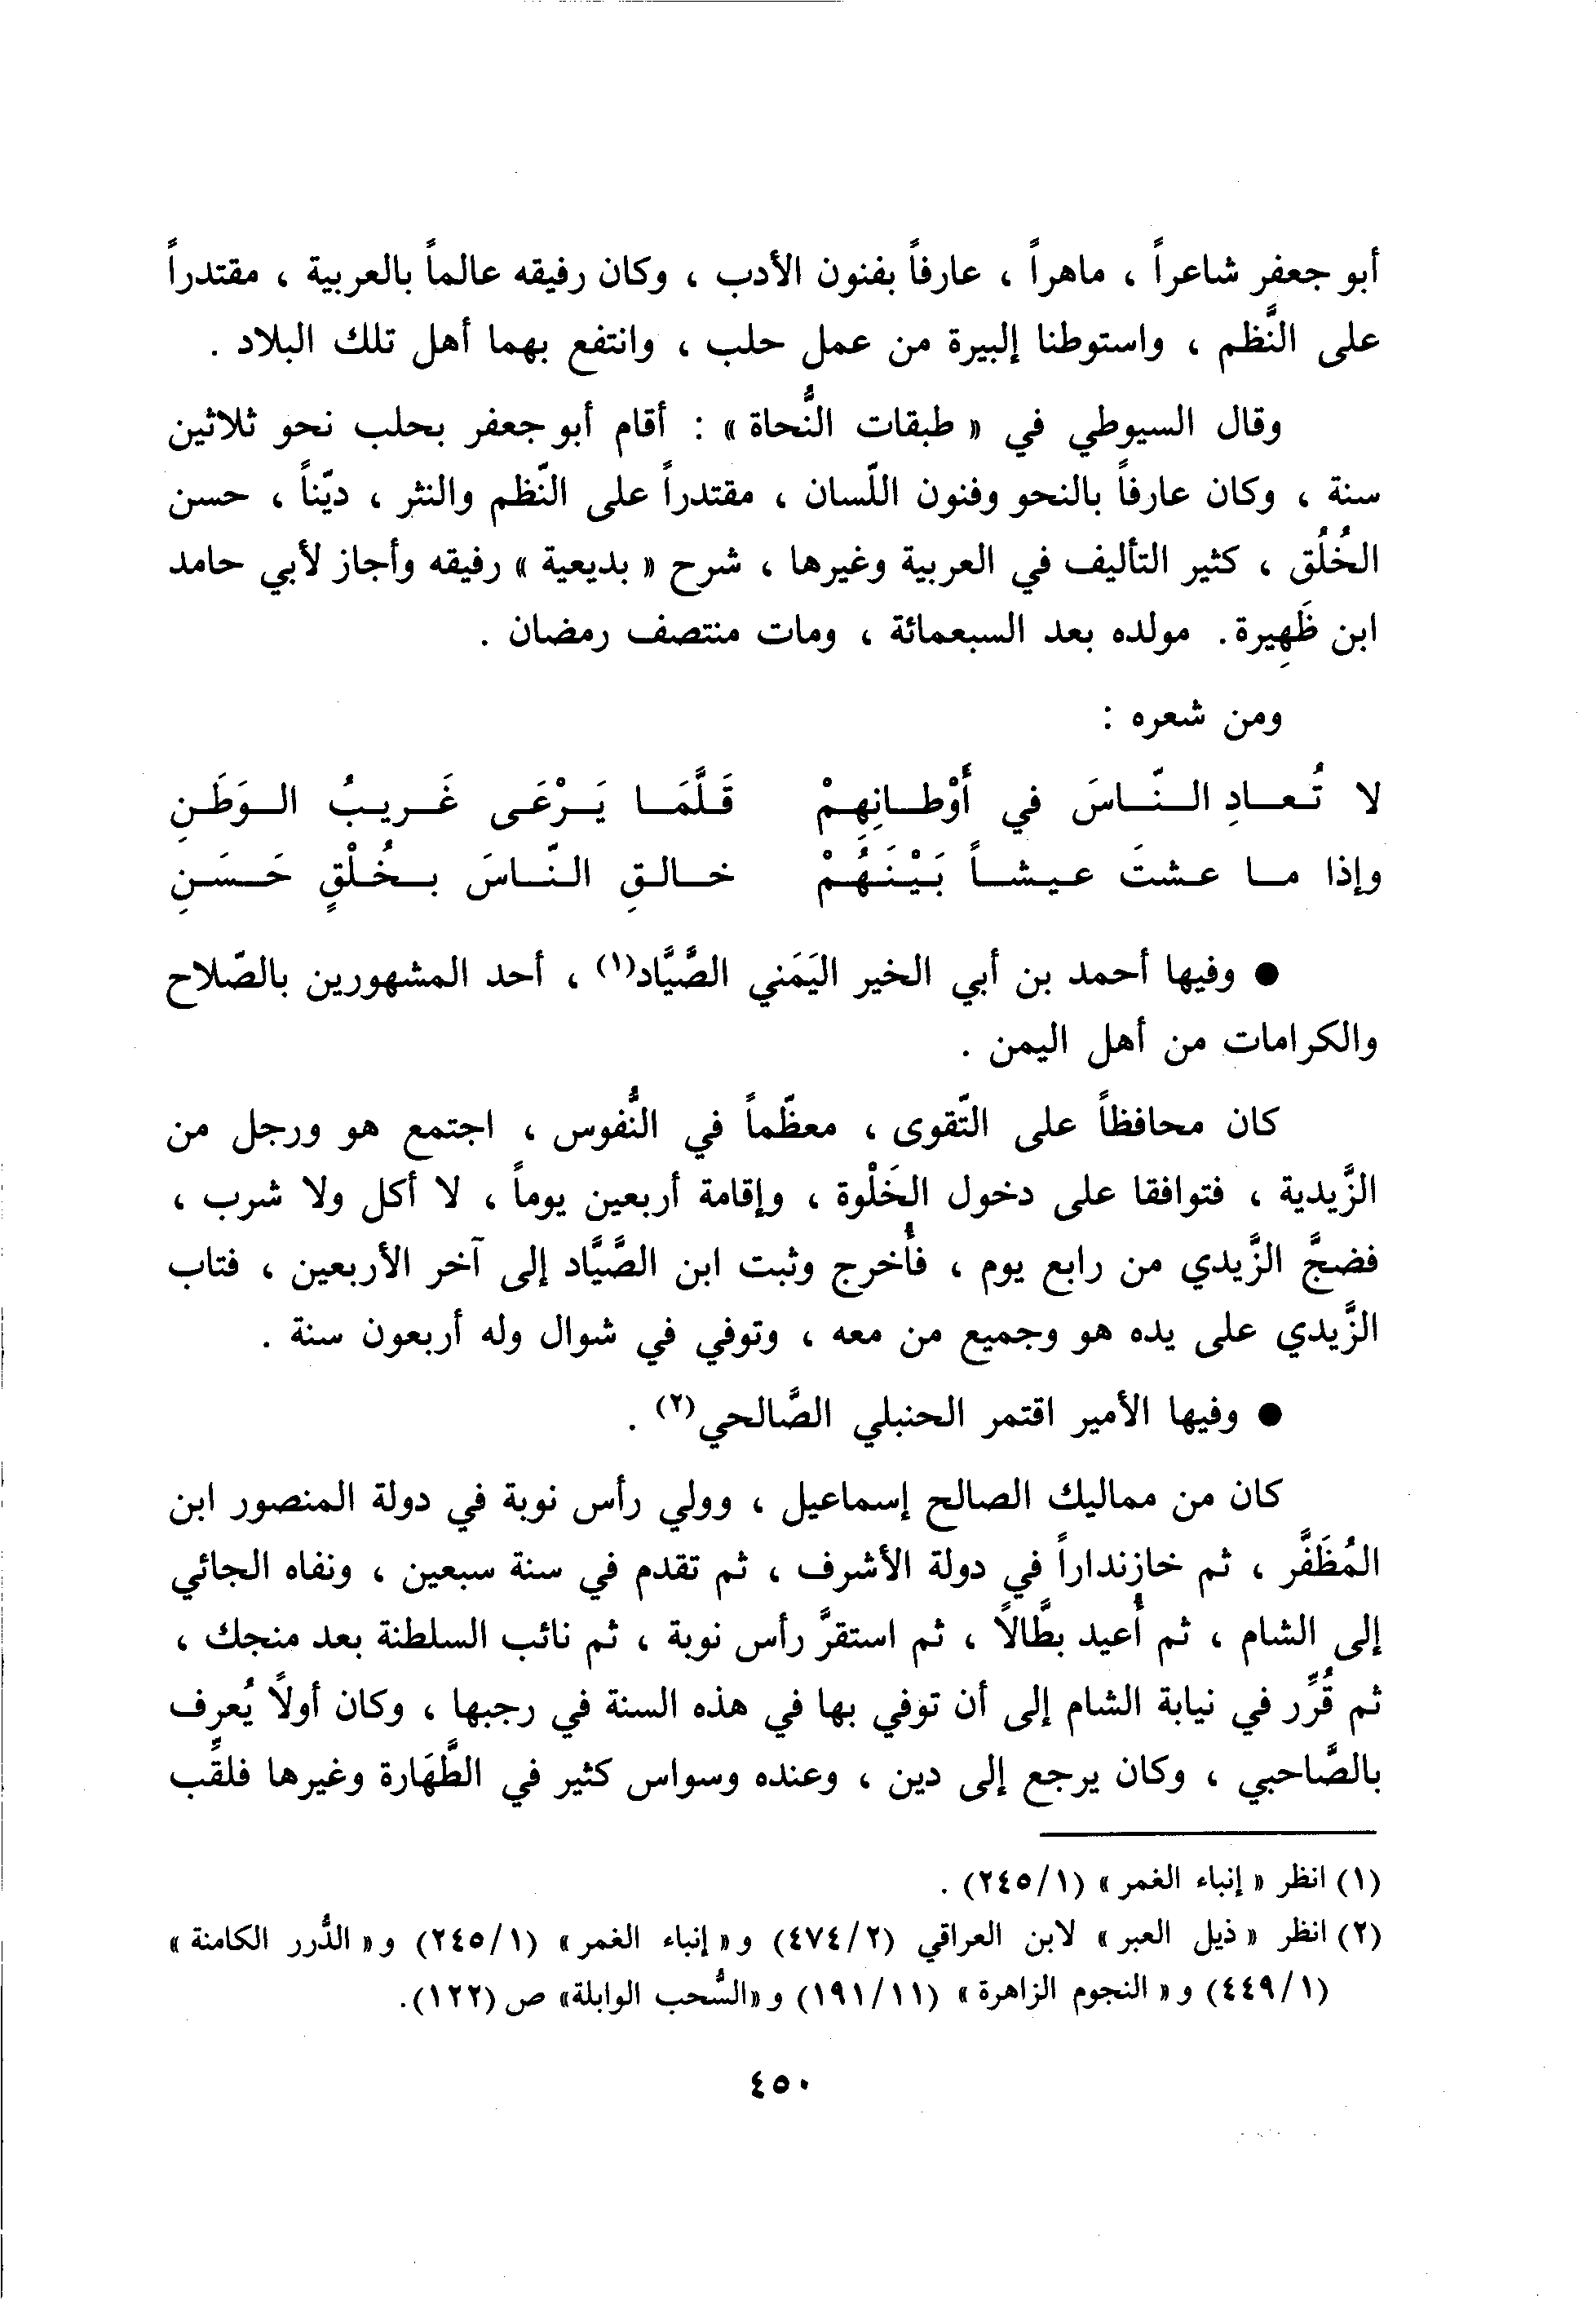 أبو جعفر شاعراً ، ماهراً ، عارفاً بفنون الأدب ، وكان رفيقه عالماً بالعربية ، مقتدراً
على النَّظم ، واستوطنا إلبيرة من عمل حلب ، وانتفع بهما أهل تلك البلاد .
وقال السيوطي في « طبقات النُّحاة » : أقام أبو جعفر بحلب نحو ثلاثين
سنة ، وكان عارفاً بالنحو وفنون اللّسان ، مقتدراً على النّظم والنثر ، ديّناً ، حسن
الخُلُق ، كثير التأليف في العربية وغيرها ، شرح « بديعية » رفيقه وأجاز لأبي حامد
ابن ظَهِيرة . مولده بعد السبعمائة ، ومات منتصف رمضان .
ومن شعره :
لا تُعادِ النّاسَ في أَوْطانِهِمْ قَلَّمَا يَرْعَى غَريبُ الوَطَنِ
وإذا ما عشتَ عيشاً بَيْنَهُمْ خالقِ النّاسَ بخُلْقٍ حَسَنِ
● وفيها أحمد بن أبي الخير اليَمَني الصَّيَّاد(١) ، أحد المشهورين بالصّلاح
والكرامات من أهل اليمن .
كان محافظاً على التّقوى ، معظّماً في النُّفوس ، اجتمع هو ورجل من
الزَّيدية ، فتوافقا على دخول الخَلْوة ، وإقامة أربعين يوماً ، لا أكل ولا شرب ،
فضجَّ الزَّيدي من رابع يوم ، فأُخرج وثبت ابن الصَّيَّاد إلى آخر الأربعين ، فتاب
الزَّيدي على يده هو وجميع من معه ، وتوفي في شوال وله أربعون سنة .
● وفيها الأمير اقتمر الحنبلي الصَّالحي(٢) .
كان من مماليك الصالح إسماعيل ، وولي رأس نوبة في دولة المنصور ابن
المُظَفَّر ، ثم خازنداراً في دولة الأشرف ، ثم تقدم في سنة سبعين ، ونفاه الجائي
إلى الشام ، ثم أُعيد بطَّالاً ، ثم استقرَّ رأس نوبة ، ثم نائب السلطنة بعد منجك ،
ثم قُرِّر في نيابة الشام إلى أن توفي بها في هذه السنة في رجبها ، وكان أولاً يُعرف
بالصَّاحبي ، وكان يرجع إلى دين ، وعنده وسواس كثير في الطَّهَارة وغيرها فلقِّب
(١) انظر « إنباء الغمر » (٢٤٥/١) .
(٢) انظر « ذيل العبر » لابن العراقي (٤٧٤/٢) و« إنباء الغمر » (٢٤٥/١) و« الدُّرر الكامنة »
(٤٤٩/١) و« النجوم الزاهرة » (١٩١/١١) و«السُّحب الوابلة» ص (١٢٢).
٤٥٠